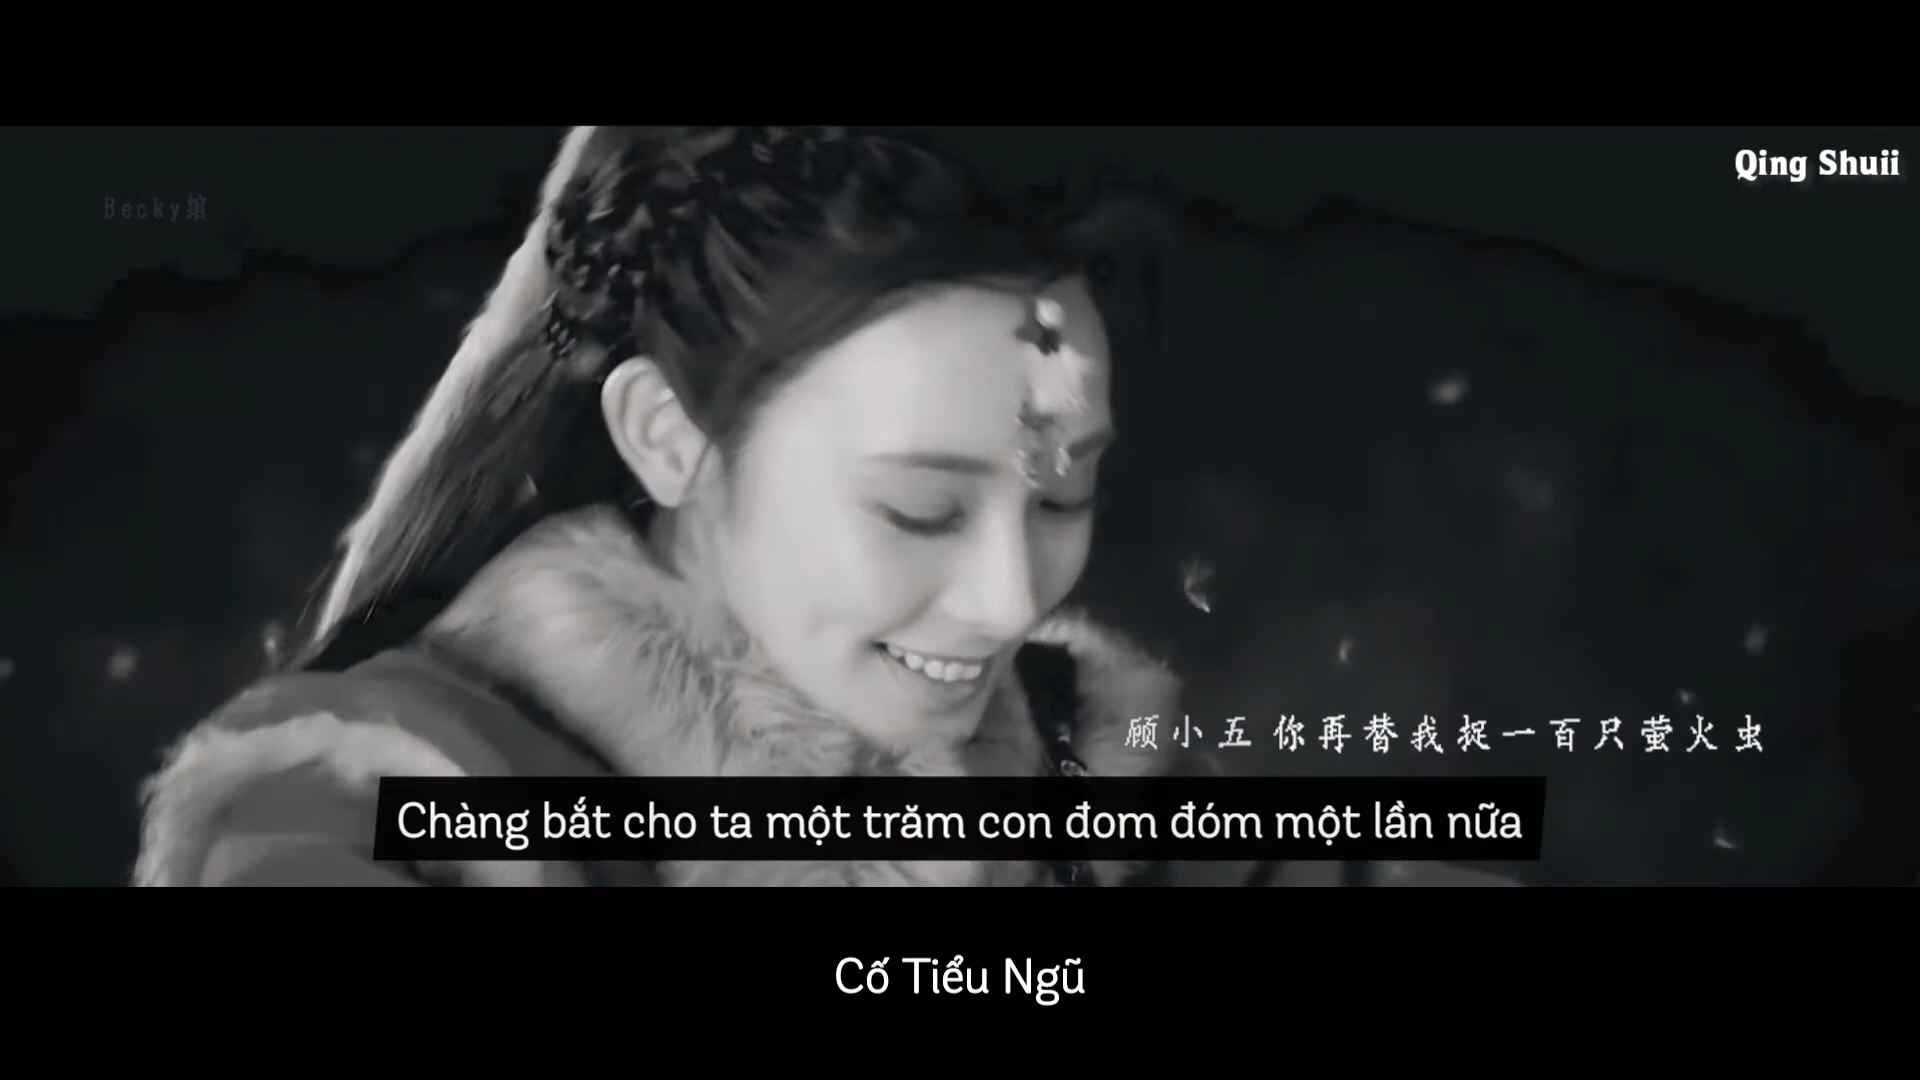 Qing Shuii
Becky绾
顾小五 你再替我捉一百只萤火虫
Chàng bắt cho ta một trăm con đom đóm một lần nữa
Cố Tiểu Ngũ